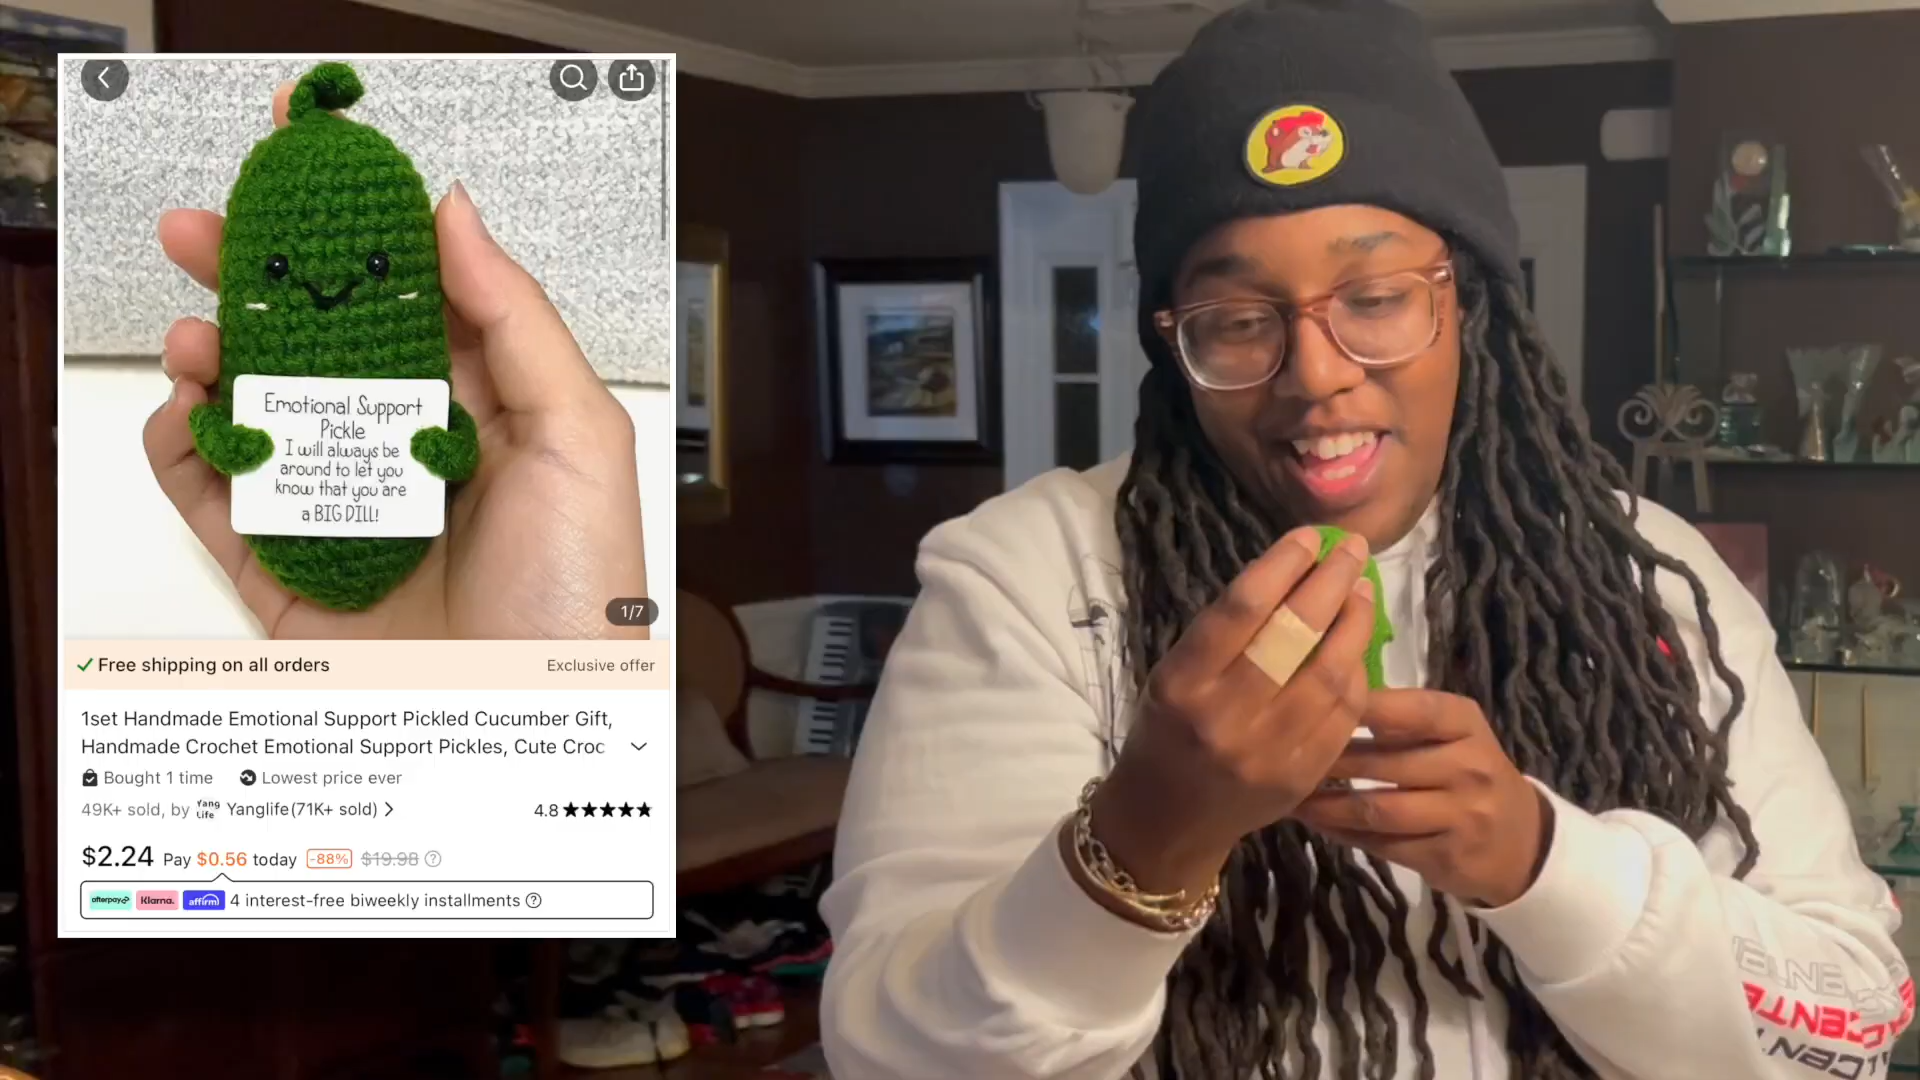 Emotional Support
Pickle
I will always be
around to let you
know that you are
a BIG DILL!
1/7
Free shipping on all orders
Exclusive offer
1set Handmade Emotional Support Pickled Cucumber Gift,
Handmade Crochet Emotional Support Pickles, Cute Croc
Bought 1 time
Lowest price ever
49K+ sold, by Yang Life Yanglife(71K+ sold)
4.8
$2.24 Pay $0.56 today -88% $19.98 ?
afterpay Klarna. affirm 4 interest-free biweekly installments ?